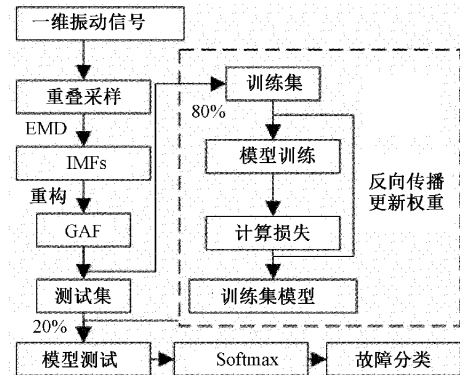 一维振动信号
重叠采样
EMD
IMFs
重构
GAF
测试集
20%
模型测试
Softmax
故障分类
训练集
80%
模型训练
计算损失
训练集模型
反向传播
更新权重